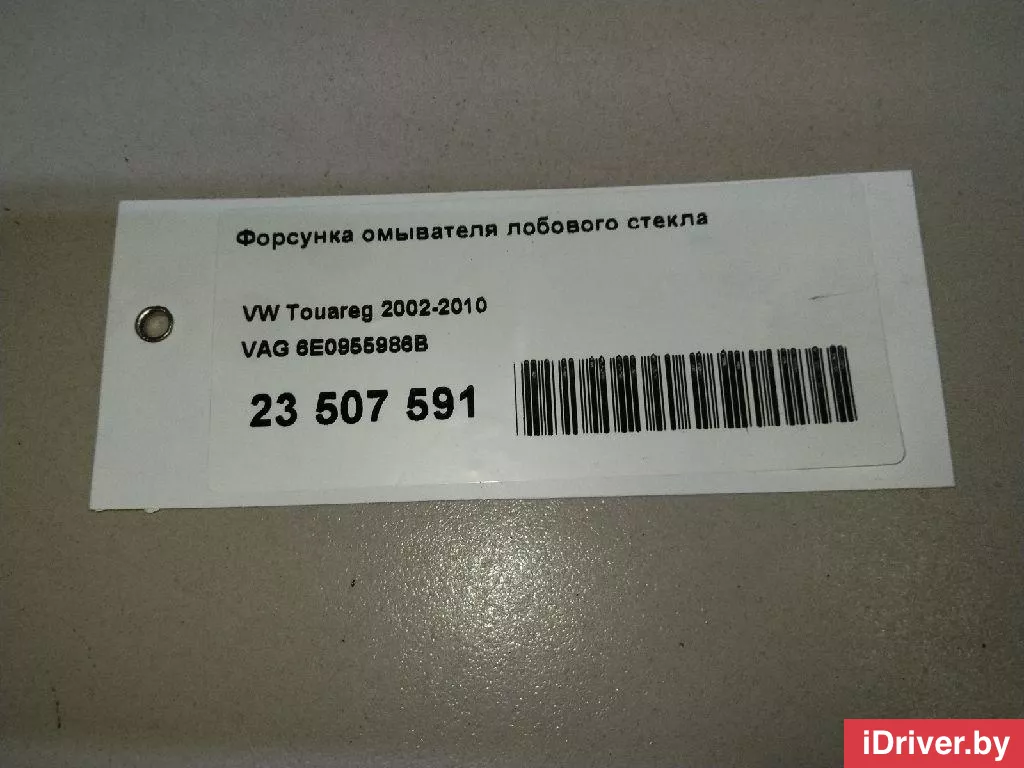 Форсунка омывателя лобового стекла
VW Touareg 2002-2010
VAG 6E0955986B
23 507 591
iDriver.by